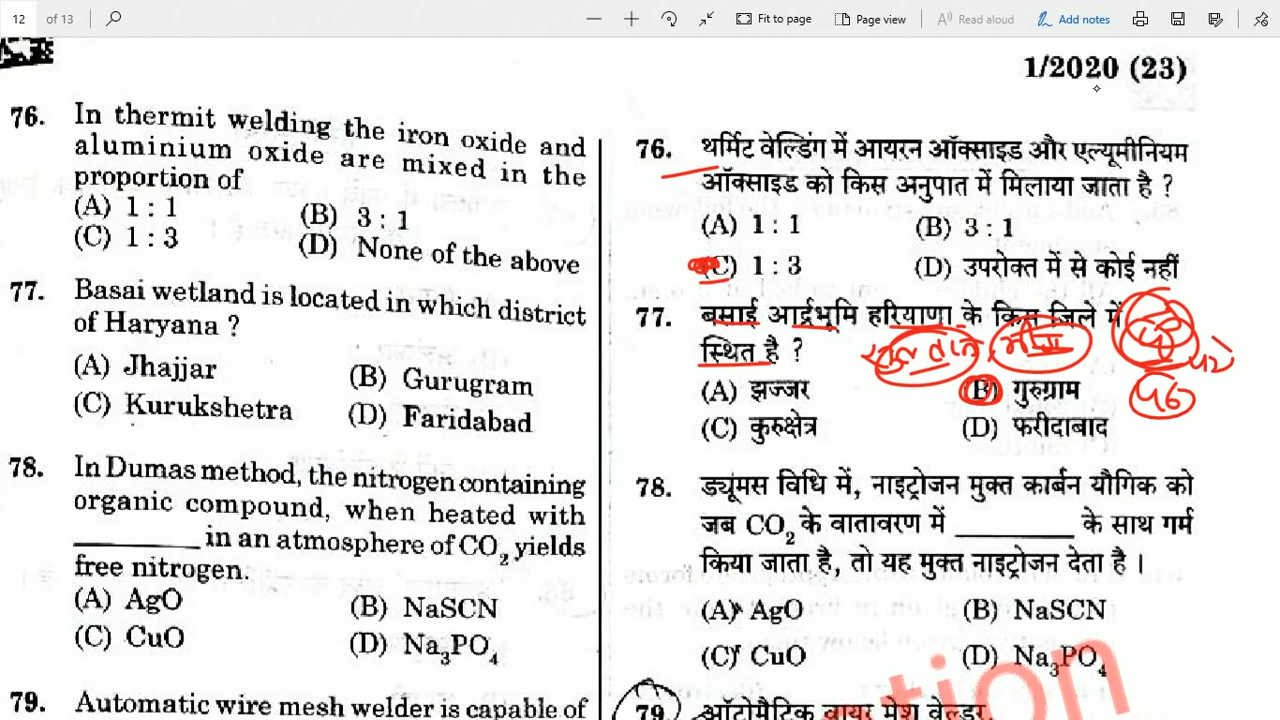 12 of 13
Fit to page
Page view
Read aloud
Add notes
1/2020 (23)
76. In thermit welding the iron oxide and
aluminium oxide are mixed in the
proportion of
(A) 1 : 1 (B) 3 : 1
(C) 1 : 3 (D) None of the above
77. Basai wetland is located in which district
of Haryana ?
(A) Jhajjar (B) Gurugram
(C) Kurukshetra (D) Faridabad
78. In Dumas method, the nitrogen containing
organic compound, when heated with
________ in an atmosphere of CO₂ yields
free nitrogen.
(A) AgO (B) NaSCN
(C) CuO (D) Na₃PO₄
79. Automatic wire mesh welder is capable of
76. थर्मिट वेल्डिंग में आयरन ऑक्साइड और एल्यूमीनियम
ऑक्साइड को किस अनुपात में मिलाया जाता है ?
(A) 1 : 1 (B) 3 : 1
(C) 1 : 3 (D) उपरोक्त में से कोई नहीं
77. बसाई आर्द्रभूमि हरियाणा के किस जिले में
स्थित है ?
(A) झज्जर (B) गुरुग्राम
(C) कुरुक्षेत्र (D) फरीदाबाद
78. ड्यूमस विधि में, नाइट्रोजन मुक्त कार्बन यौगिक को
जब CO₂ के वातावरण में ________ के साथ गर्म
किया जाता है, तो यह मुक्त नाइट्रोजन देता है ।
(A) AgO (B) NaSCN
(C) CuO (D) Na₃PO₄
79. ऑटोमैटिक वायर मेश वेल्डर,